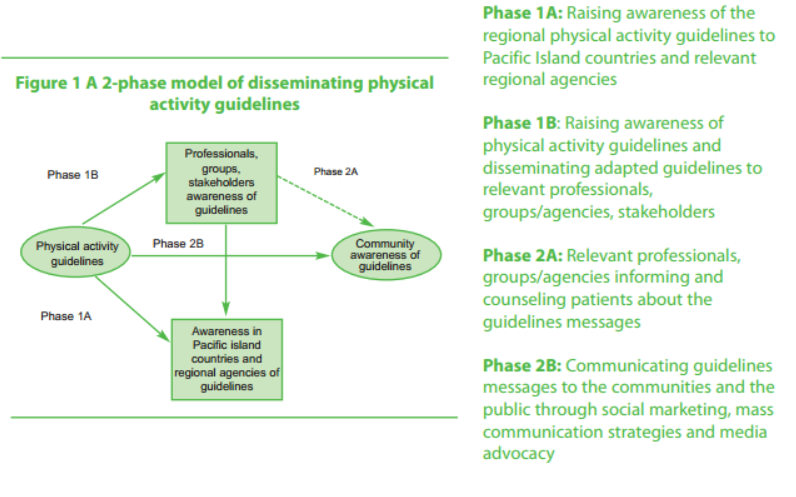 Figure 1 A 2-phase model of disseminating physical
activity guidelines
Phase 1B
Professionals,
groups,
stakeholders
awareness of
guidelines
Phase 2A
Physical activity
guidelines
Phase 2B
Community
awareness of
guidelines
Phase 1A
Awareness in
Pacific island
countries and
regional agencies of
guidelines
Phase 1A: Raising awareness of the
regional physical activity guidelines to
Pacific Island countries and relevant
regional agencies
Phase 1B: Raising awareness of
physical activity guidelines and
disseminating adapted guidelines to
relevant professionals,
groups/agencies, stakeholders
Phase 2A: Relevant professionals,
groups/agencies informing and
counseling patients about the
guidelines messages
Phase 2B: Communicating guidelines
messages to the communities and the
public through social marketing, mass
communication strategies and media
advocacy